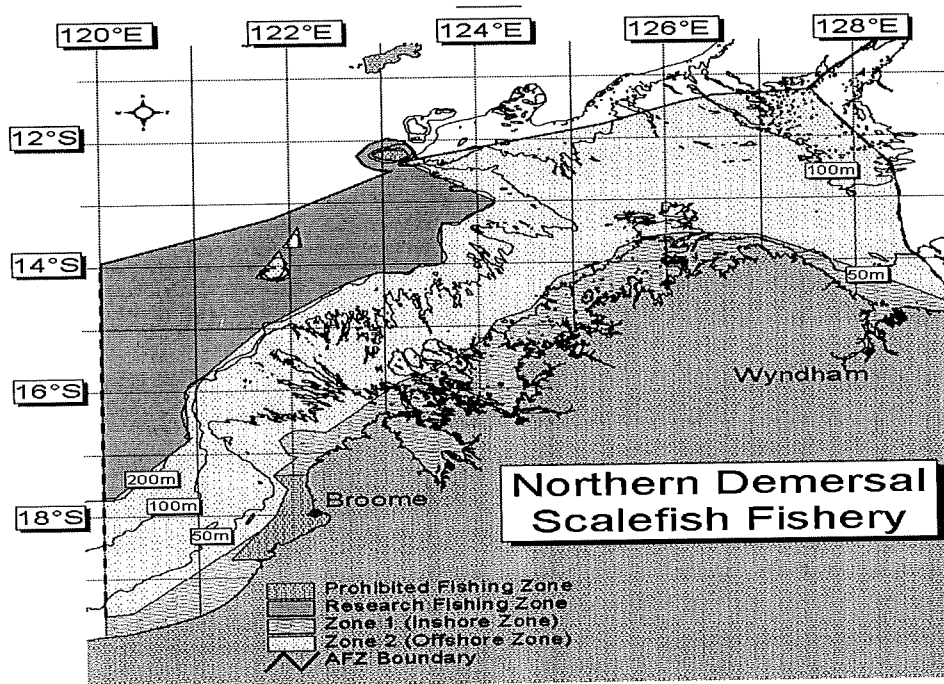 120°E
122°E
124°E
126°E
128°E
12°S
100m
14°S
50m
16°S
Wyndham
200m
100m
18°S
50m
Broome
Northern Demersal
Scalefish Fishery
Prohibited Fishing Zone
Research Fishing Zone
Zone 1 (Inshore Zone)
Zone 2 (Offshore Zone)
AFZ Boundary